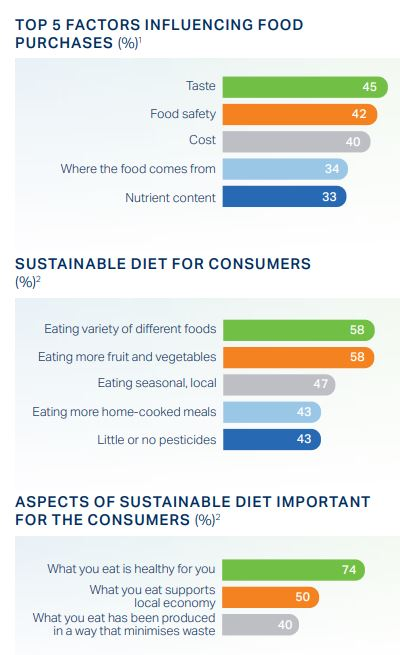 TOP 5 FACTORS INFLUENCING FOOD
PURCHASES (%)¹
Taste 45
Food safety 42
Cost 40
Where the food comes from 34
Nutrient content 33
SUSTAINABLE DIET FOR CONSUMERS
(%)²
Eating variety of different foods 58
Eating more fruit and vegetables 58
Eating seasonal, local 47
Eating more home-cooked meals 43
Little or no pesticides 43
ASPECTS OF SUSTAINABLE DIET IMPORTANT
FOR THE CONSUMERS (%)²
What you eat is healthy for you 74
What you eat supports
local economy 50
What you eat has been produced
in a way that minimises waste 40